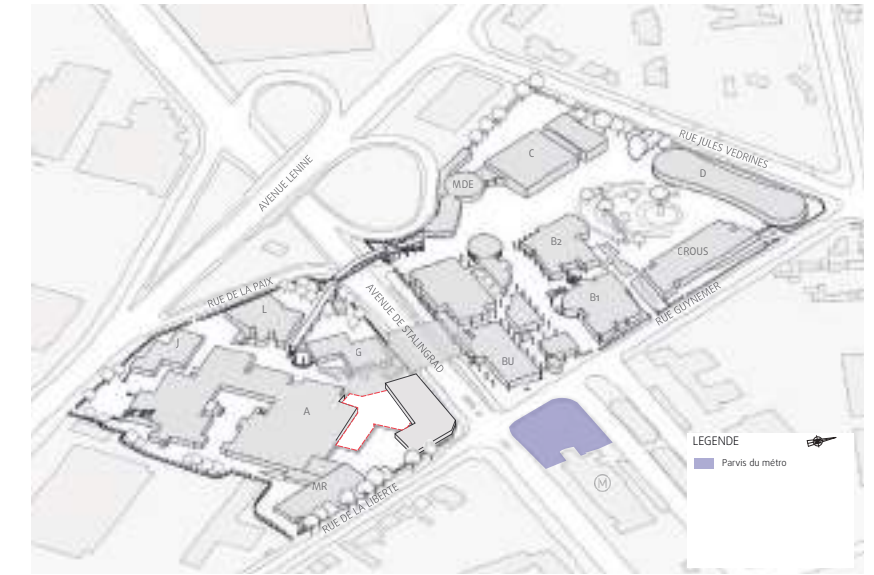 RUE JULES VEDRINES
C
D
MDE
AVENUE LENINE
B2
CROUS
B1
RUE GUYNEMER
RUE DE LA PAIX
AVENUE DE STALINGRAD
L
J
G
BU
A
MR
RUE DE LA LIBERTE
M
LEGENDE
Parvis du métro